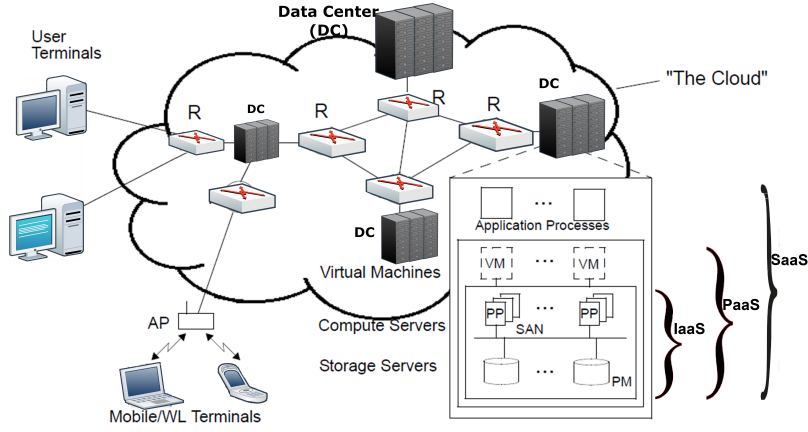 Data Center
(DC)
User
Terminals
DC
"The Cloud"
R
DC
R
R
R
DC
... 
Application Processes
Virtual Machines
VM
...
VM
SaaS
PaaS
IaaS
AP
Compute Servers
PP
...
PP
SAN
Storage Servers
...
PM
Mobile/WL Terminals